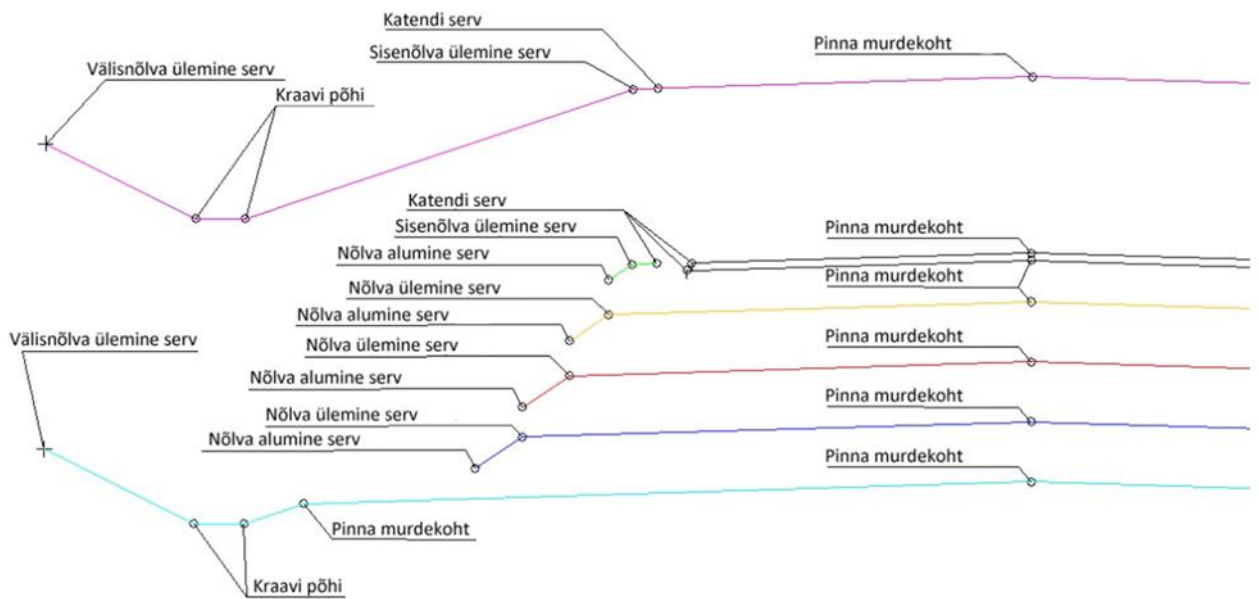 Katendi serv
Sisenõlva ülemine serv
Pinna murdekoht
Välisnõlva ülemine serv
Kraavi põhi
Katendi serv
Sisenõlva ülemine serv
Pinna murdekoht
Nõlva alumine serv
Pinna murdekoht
Nõlva ülemine serv
Nõlva alumine serv
Välisnõlva ülemine serv
Nõlva ülemine serv
Pinna murdekoht
Nõlva alumine serv
Pinna murdekoht
Nõlva ülemine serv
Nõlva alumine serv
Pinna murdekoht
Pinna murdekoht
Kraavi põhi